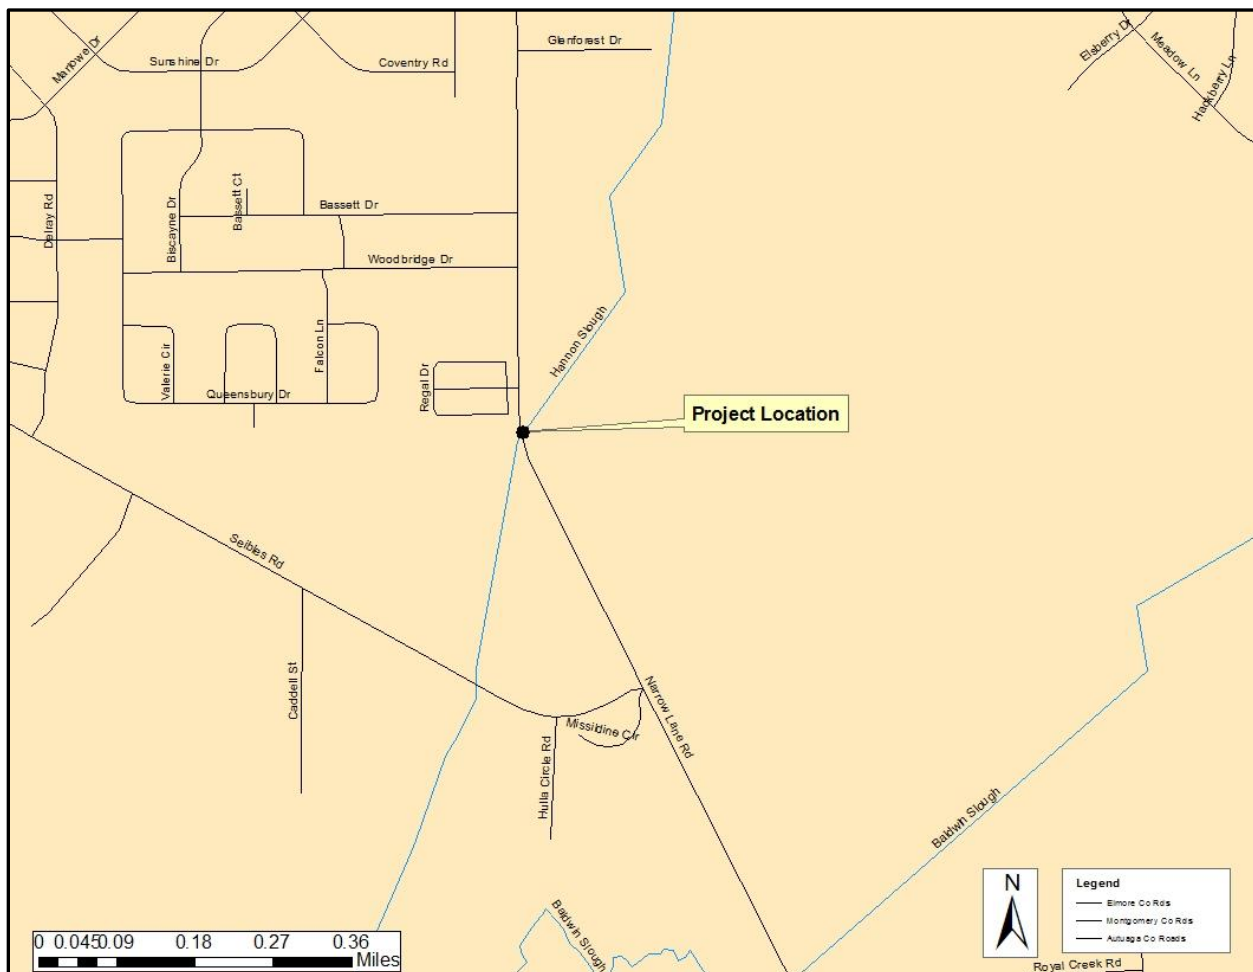 Glenforest Dr
Elsberry Dr
Meadow Ln
Hackberry Ln
Marlowe Dr
Sunshine Dr
Coventry Rd
Delray Rd
Biscayne Dr
Bassett Ct
Bassett Dr
Woodbridge Dr
Hannon Slough
Valerie Cir
Falcon Ln
Queensbury Dr
Regal Dr
Project Location
Seibles Rd
Caddell St
Narrow Lane Rd
Missildine Cir
Hulla Circle Rd
Baldwin Slough
Baldwin Slough
N
Legend
Elmore Co Rds
Montgomery Co Rds
Autuaga Co Roads
0 0.045 0.09 0.18 0.27 0.36
Miles
Royal Creek Rd